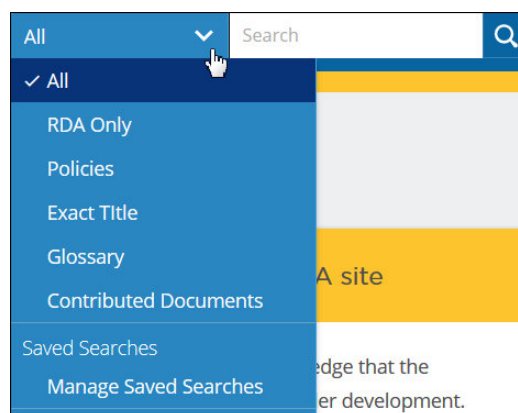 All Search
All
RDA Only
Policies
Exact TItle
Glossary
Contributed Documents
A site
Saved Searches
edge that the
Manage Saved Searches
er development.